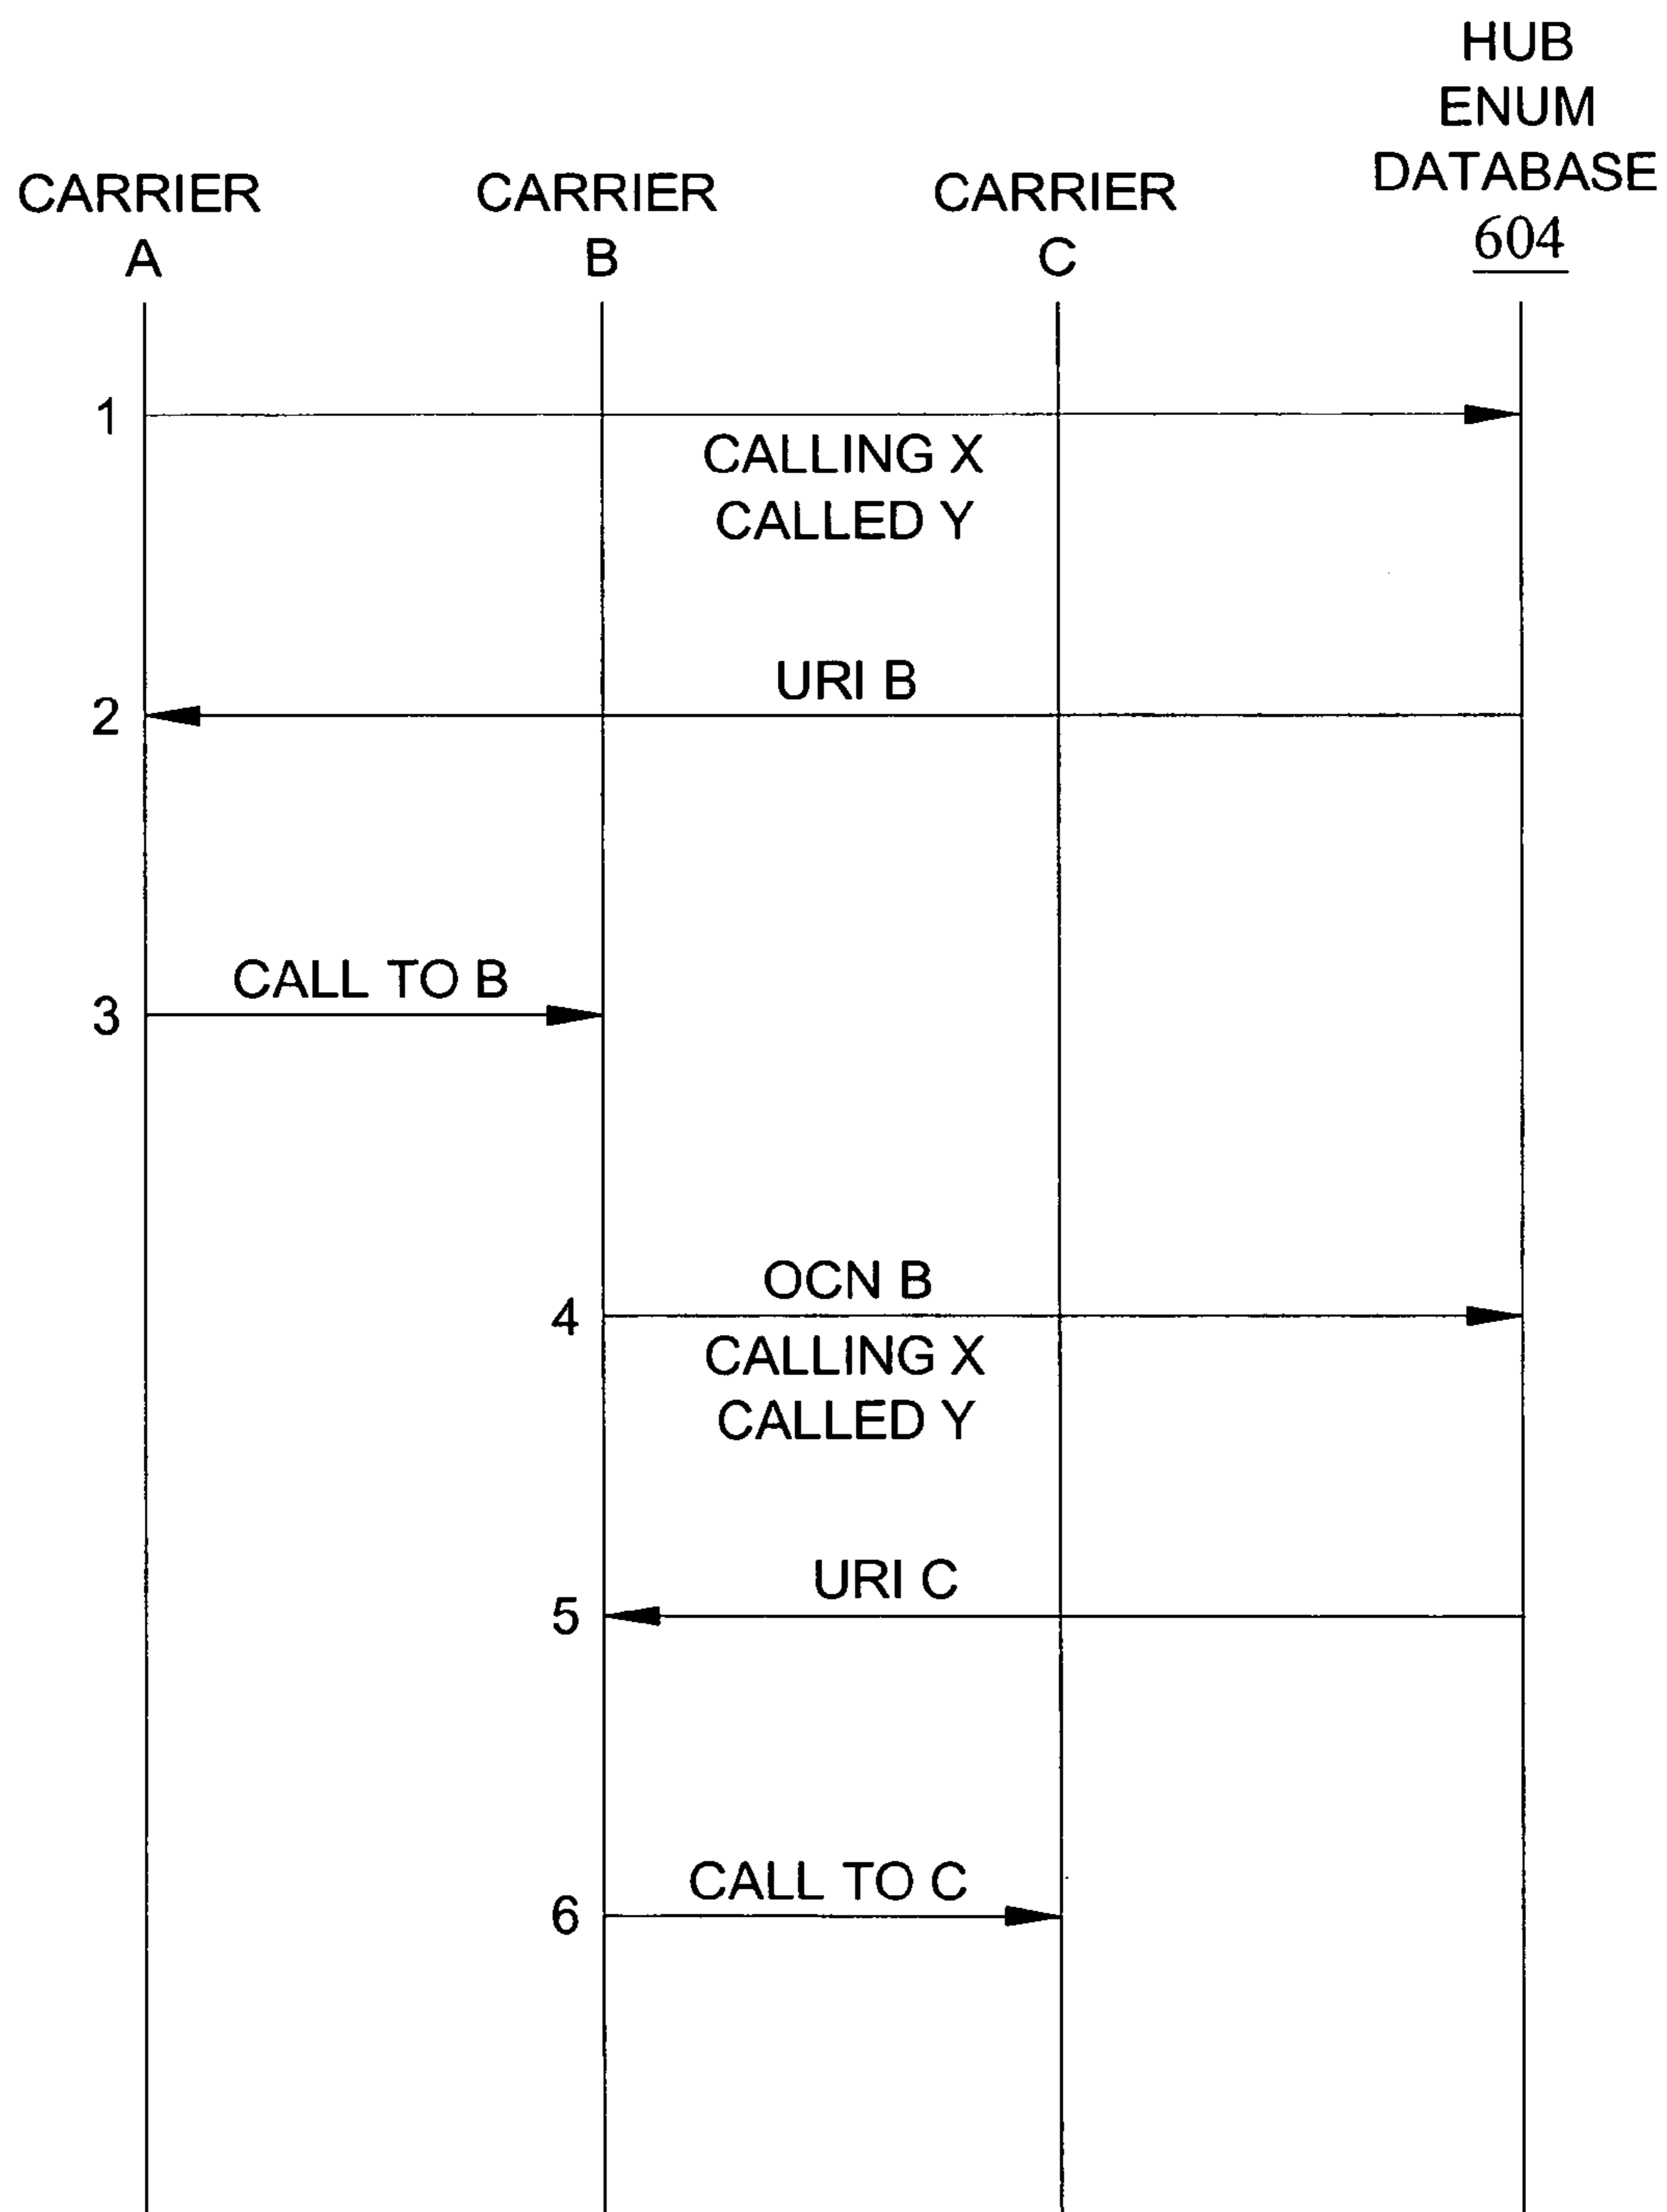 HUB
ENUM
DATABASE
604
CARRIER
A
CARRIER
B
CARRIER
C
1
CALLING X
CALLED Y
URI B
2
CALL TO B
3
OCN B
4
CALLING X
CALLED Y
URI C
5
CALL TO C
6